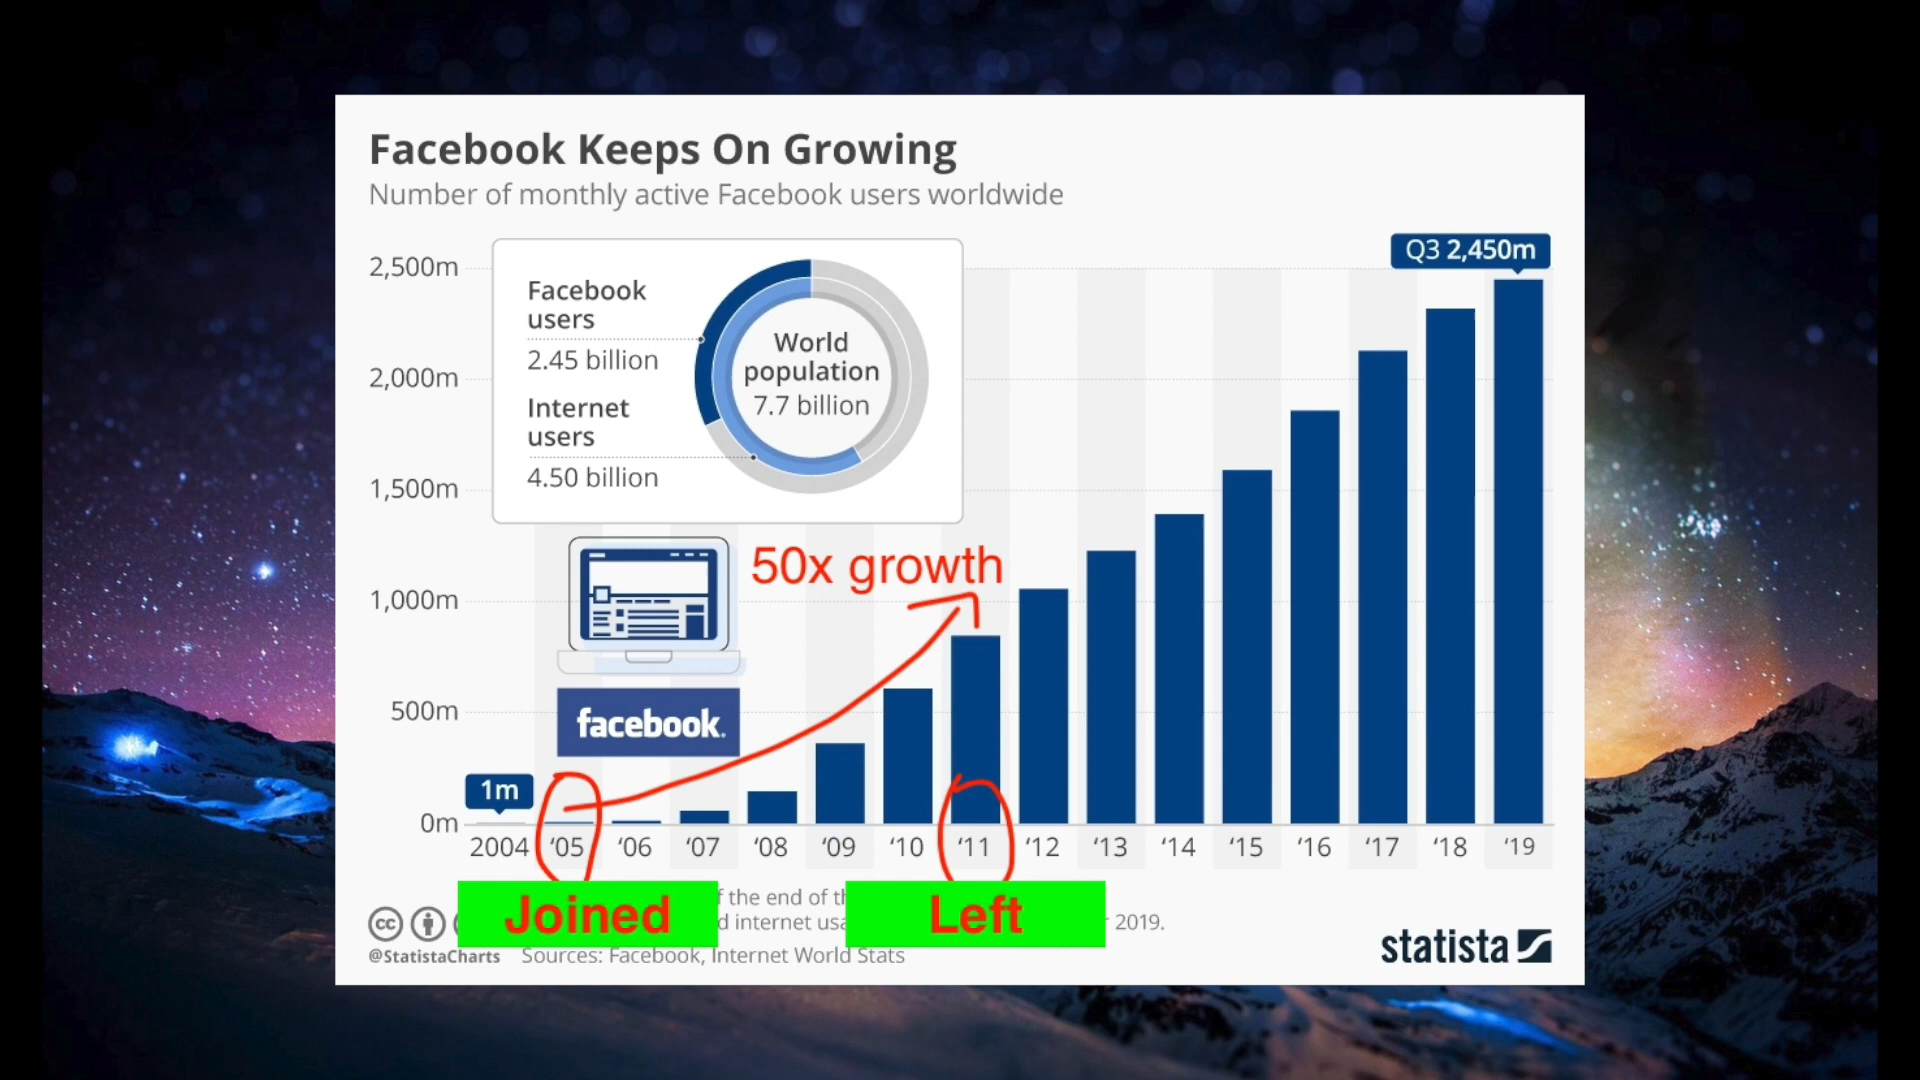 Facebook Keeps On Growing
Number of monthly active Facebook users worldwide
Q3 2,450m
2,500m
2,000m
1,500m
1,000m
500m
0m
Facebook
users
2.45 billion
Internet
users
4.50 billion
World
population
7.7 billion
50x growth
facebook.
1m
2004 '05 '06 '07 '08 '09 '10 '11 '12 '13 '14 '15 '16 '17 '18 '19
Joined
Left
the end of
internet 2019.
cc
@StatistaCharts Sources: Facebook, Internet World Stats
statista